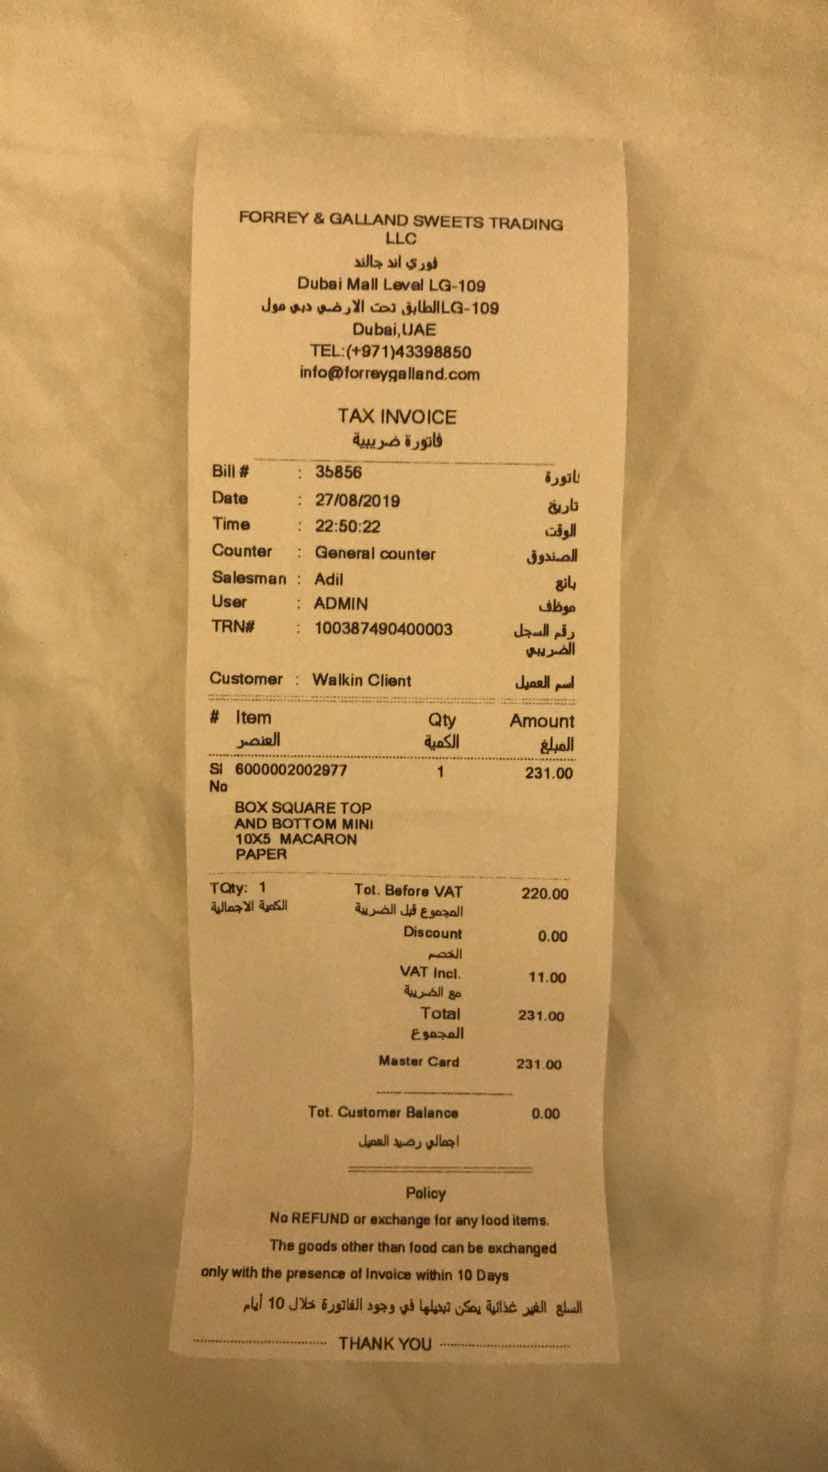 FORREY & GALLAND SWEETS TRADING
LLC
فوري اند جالند
Dubai Mall Level LG-109
الطابق تحت الارضي دبي مول LG-109
Dubai,UAE
TEL:(+971)43398850
info@forreygalland.com
TAX INVOICE
فاتورة ضريبية
Bill # : 35856 فاتورة
Date : 27/08/2019 تاريخ
Time : 22:50:22 الوقت
Counter : General counter الصندوق
Salesman : Adil بائع
User : ADMIN موظف
TRN# : 100387490400003 رقم السجل
الضريبي
Customer : Walkin Client اسم العميل
# Item Qty Amount
العنصر الكمية المبلغ
Sl 6000002002977 1 231.00
No
BOX SQUARE TOP
AND BOTTOM MINI
10X5 MACARON
PAPER
TQty: 1 Tot. Before VAT 220.00
الكمية الاجمالية المجموع قبل الضريبة
Discount 0.00
الخصم
VAT Incl. 11.00
مع الضريبة
Total 231.00
المجموع
Master Card 231.00
Tot. Customer Balance 0.00
اجمالي رصيد العميل
Policy
No REFUND or exchange for any food items.
The goods other than food can be exchanged
only with the presence of Invoice within 10 Days
السلع الغير غذائية يمكن تبديلها في وجود الفاتورة خلال 10 أيام
THANK YOU